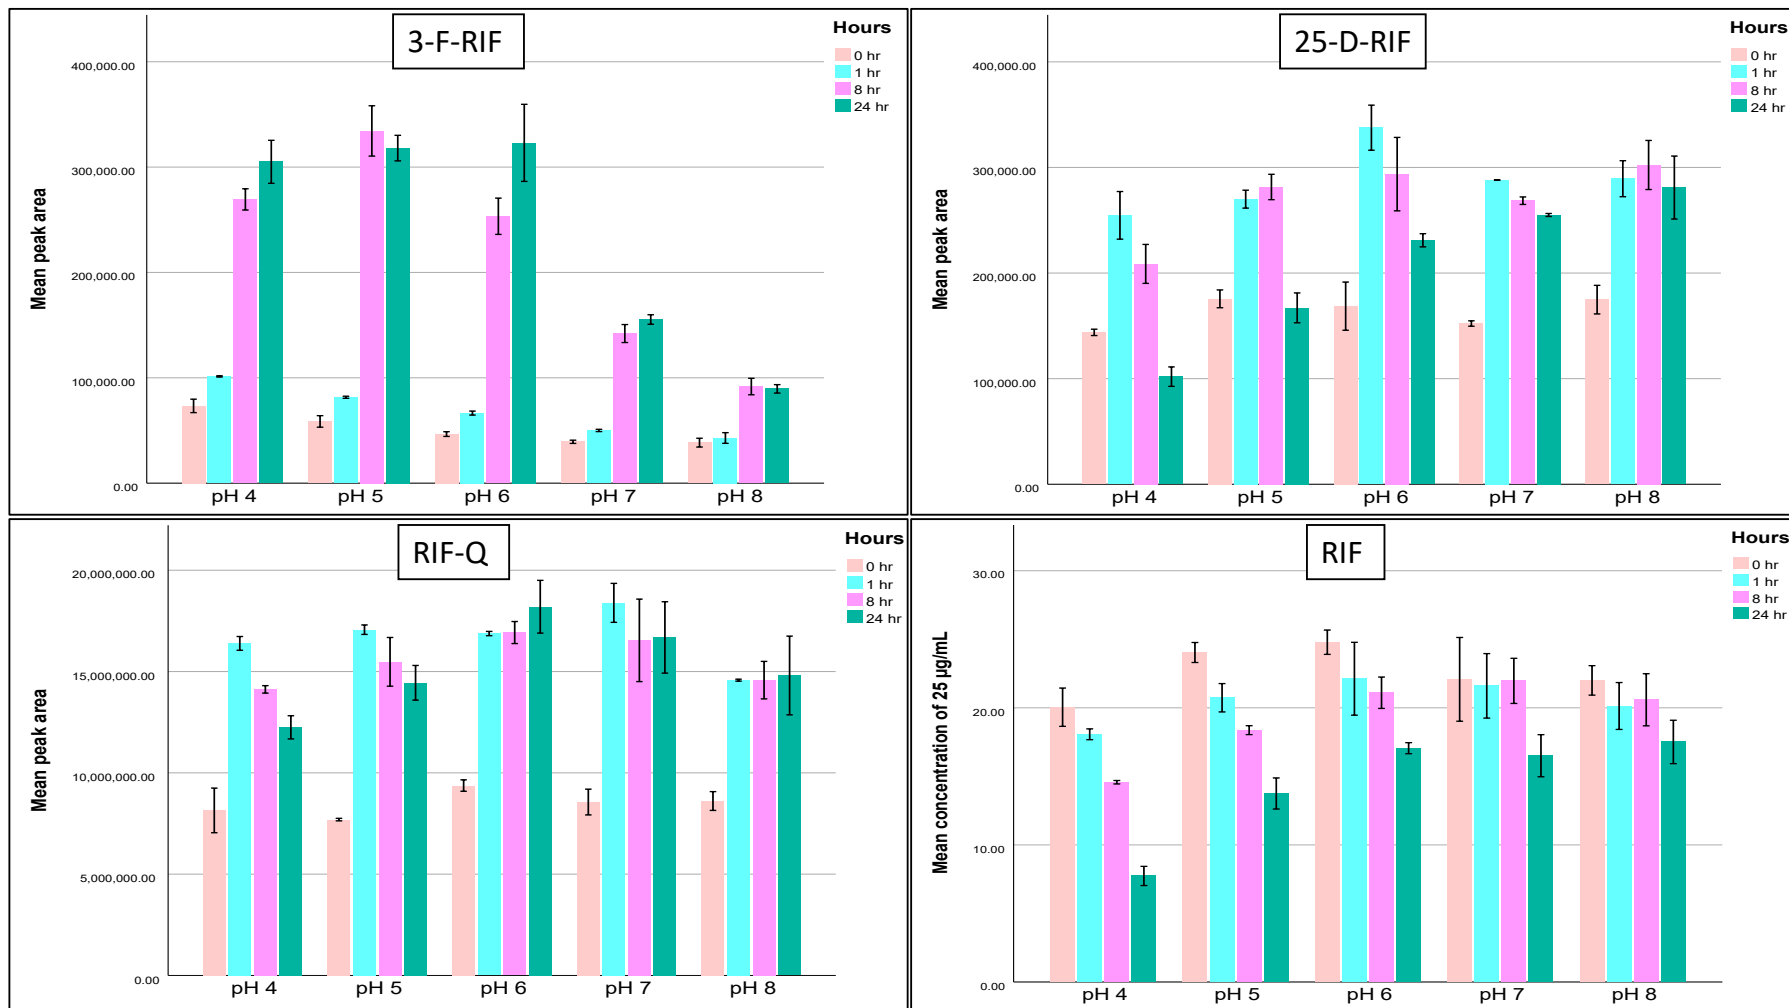 3-F-RIF
Hours
0 hr
1 hr
8 hr
24 hr
400,000.00
300,000.00
200,000.00
100,000.00
0.00
Mean peak area
pH 4 pH 5 pH 6 pH 7 pH 8
25-D-RIF
Hours
0 hr
1 hr
8 hr
24 hr
400,000.00
300,000.00
200,000.00
100,000.00
0.00
Mean peak area
pH 4 pH 5 pH 6 pH 7 pH 8
RIF-Q
Hours
0 hr
1 hr
8 hr
24 hr
20,000,000.00
15,000,000.00
10,000,000.00
5,000,000.00
0.00
Mean peak area
pH 4 pH 5 pH 6 pH 7 pH 8
RIF
Hours
0 hr
1 hr
8 hr
24 hr
30.00
20.00
10.00
0.00
Mean concentration of 25 µg/mL
pH 4 pH 5 pH 6 pH 7 pH 8